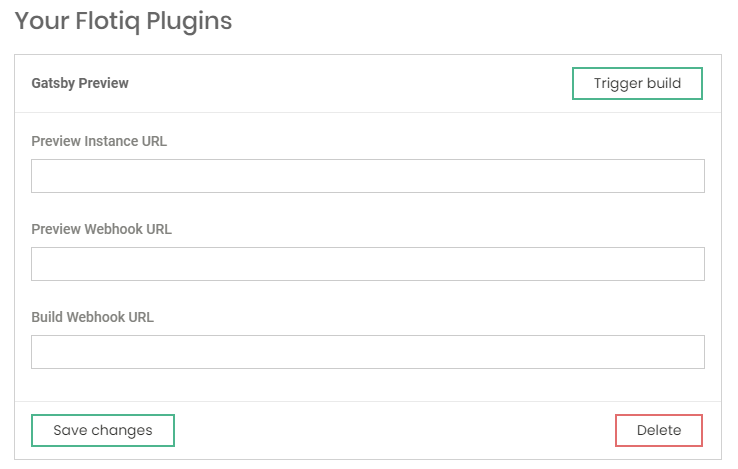 Your Flotiq Plugins
Gatsby Preview
Trigger build
Preview Instance URL
Preview Webhook URL
Build Webhook URL
Save changes
Delete